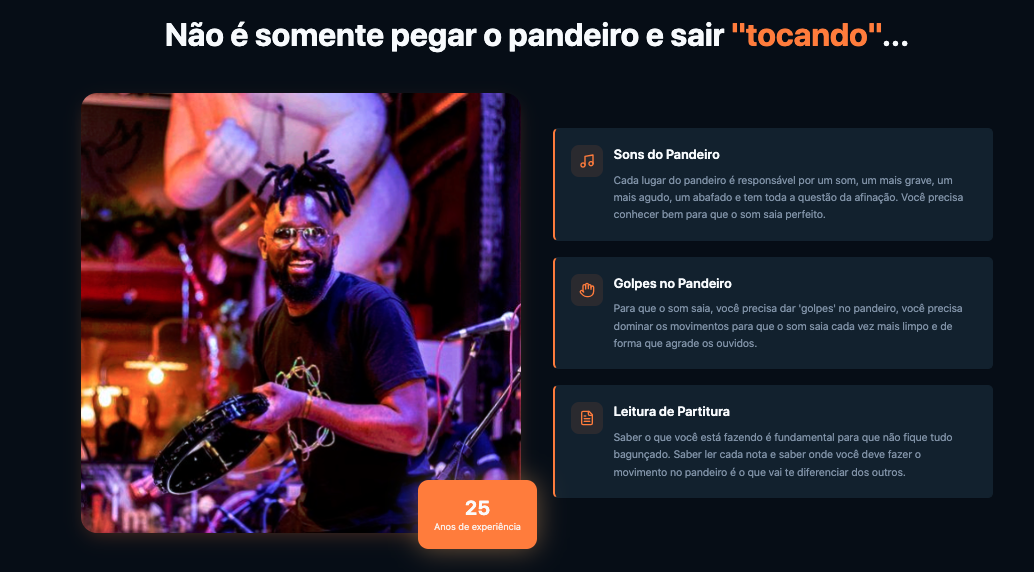 Não é somente pegar o pandeiro e sair "tocando"...
Sons do Pandeiro
Cada lugar do pandeiro é responsável por um som, um mais grave, um
mais agudo, um abafado e tem toda a questão da afinação. Você precisa
conhecer bem para que o som saia perfeito.
Golpes no Pandeiro
Para que o som saia, você precisa dar 'golpes' no pandeiro, você precisa
dominar os movimentos para que o som saia cada vez mais limpo e de
forma que agrade os ouvidos.
Leitura de Partitura
Saber o que você está fazendo é fundamental para que não fique tudo
bagunçado. Saber ler cada nota e saber onde você deve fazer o
movimento no pandeiro é o que vai te diferenciar dos outros.
25
Anos de experiência